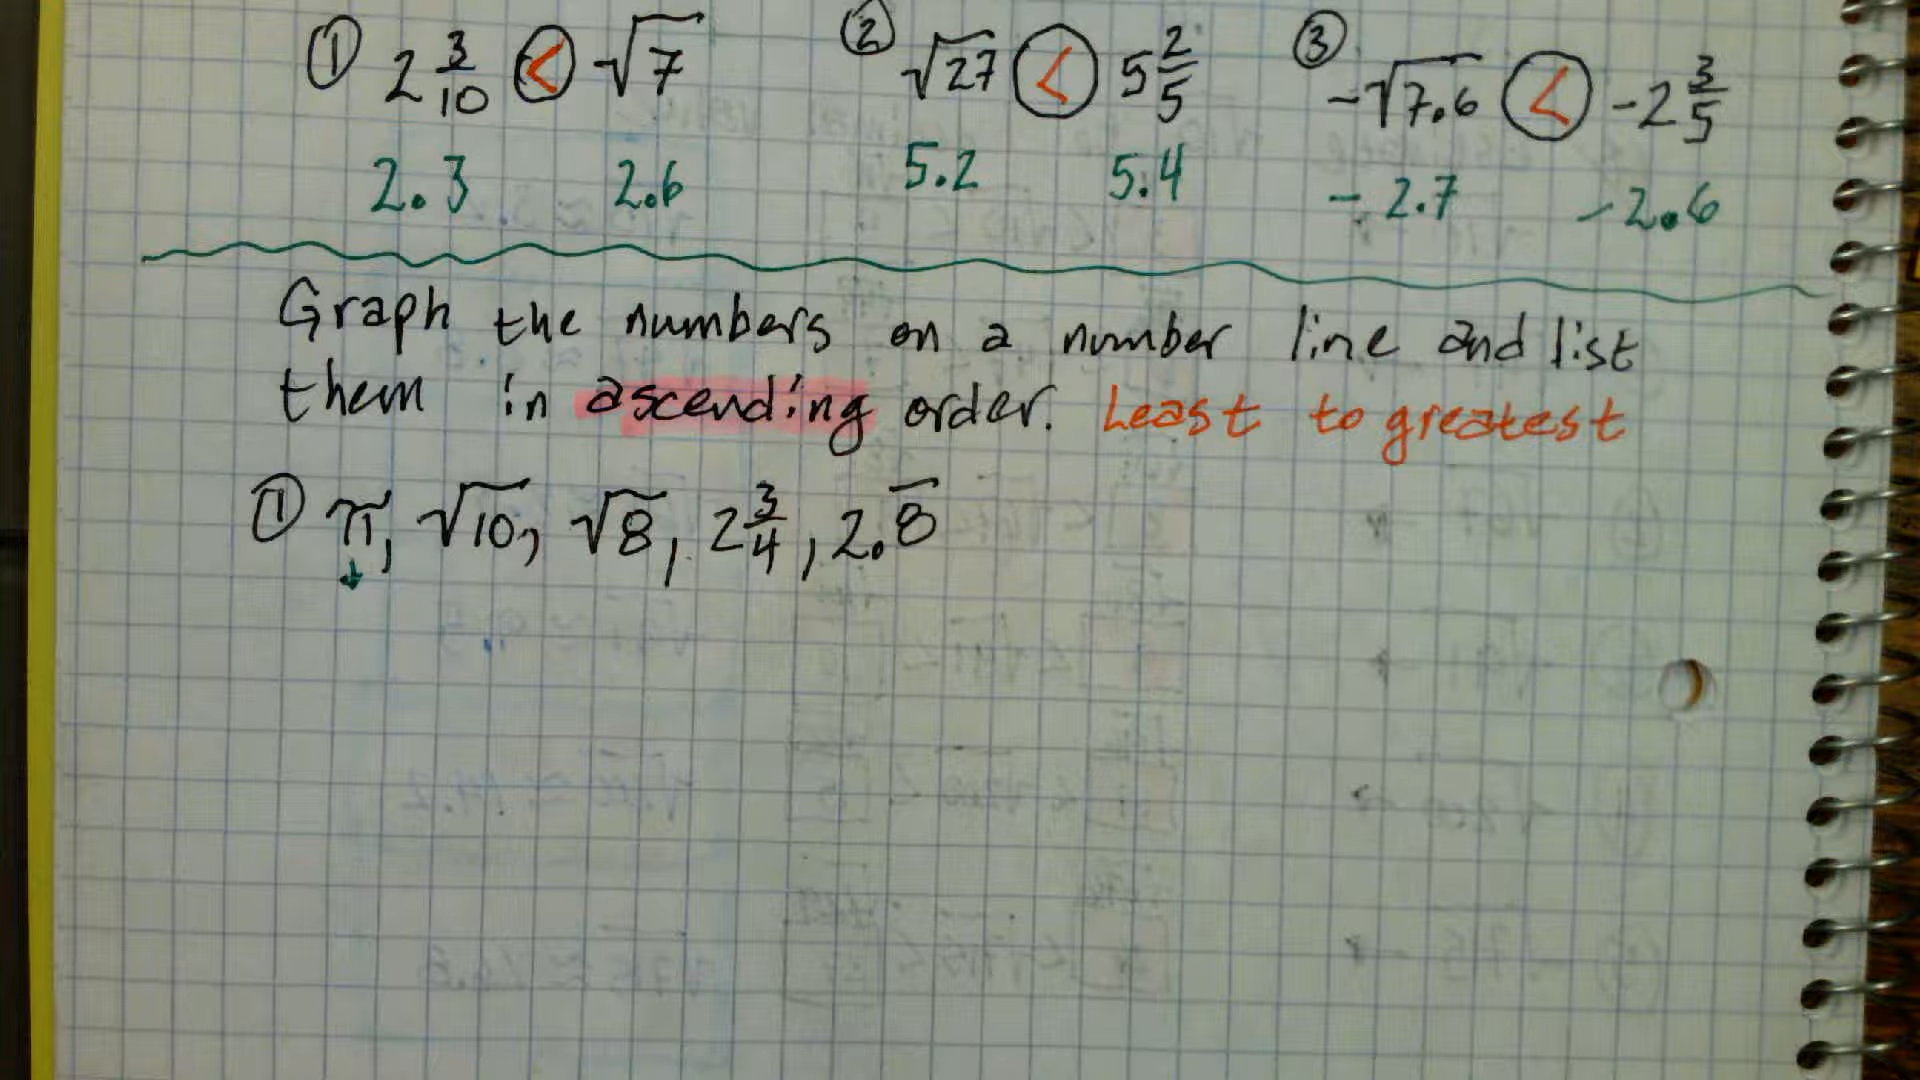 ① 2 3/10 < √7 ② √27 < 5 2/5 ③ -√7.6 < -2 3/5
2.3 2.6 5.2 5.4 -2.7 -2.6
Graph the numbers on a number line and list
them in ascending order. Least to greatest
① π, √10, √8, 2 3/4, 2.8̅